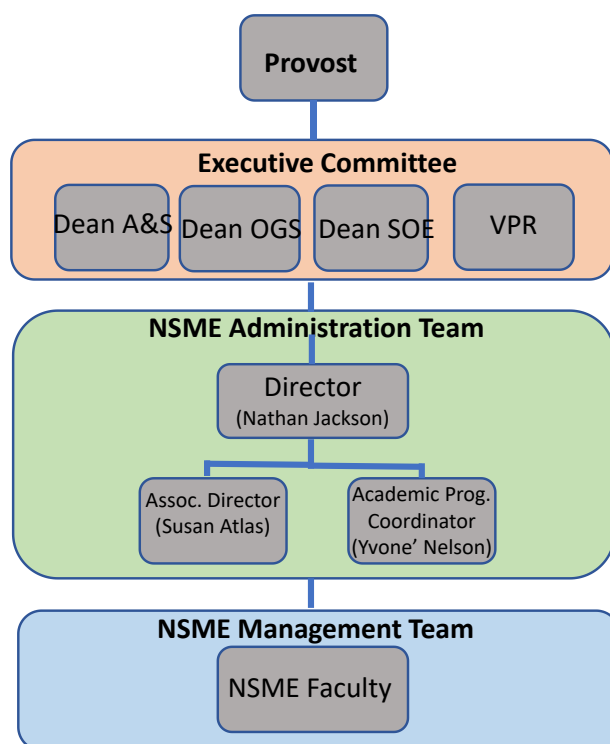 Provost
Executive Committee
Dean A&S
Dean OGS
Dean SOE
VPR
NSME Administration Team
Director
(Nathan Jackson)
Assoc. Director
(Susan Atlas)
Academic Prog.
Coordinator
(Yvone’ Nelson)
NSME Management Team
NSME Faculty